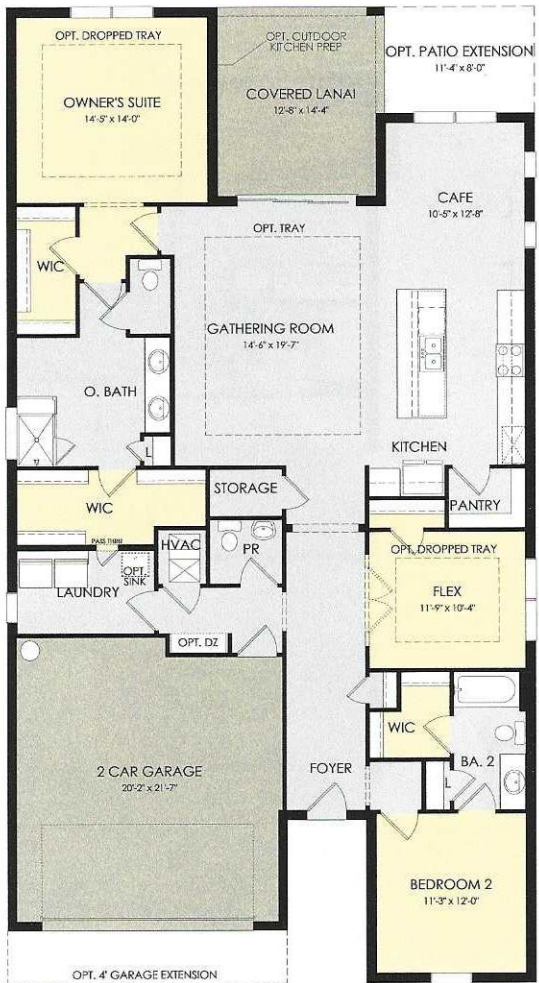 OPT. DROPPED TRAY
OWNER'S SUITE
14'-5" x 14'-0"
OPT. OUTDOOR
KITCHEN PREP
COVERED LANAI
12'-8" x 14'-4"
OPT. PATIO EXTENSION
11'-4" x 8'-0"
CAFE
10'-5" x 12'-8"
WIC
OPT. TRAY
GATHERING ROOM
14'-6" x 19'-7"
O. BATH
L
KITCHEN
STORAGE
PANTRY
WIC
PASS THRU
HVAC
PR
OPT.
SINK
LAUNDRY
OPT. DROPPED TRAY
FLEX
11'-9" x 10'-4"
OPT. DZ
WIC
BA. 2
L
2 CAR GARAGE
20'-2" x 21'-7"
FOYER
BEDROOM 2
11'-3" x 12'-0"
OPT. 4' GARAGE EXTENSION